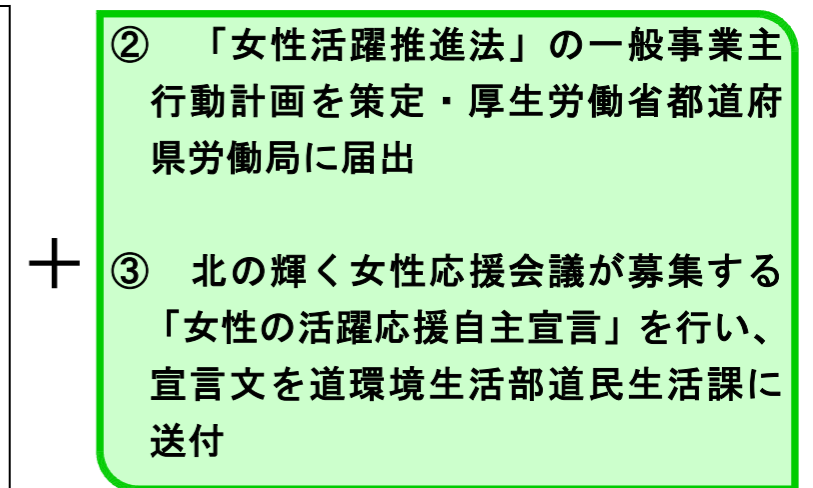 ②　「女性活躍推進法」の一般事業主
行動計画を策定・厚生労働省都道府
県労働局に届出
＋
③　北の輝く女性応援会議が募集する
「女性の活躍応援自主宣言」を行い、
宣言文を道環境生活部道民生活課に
送付